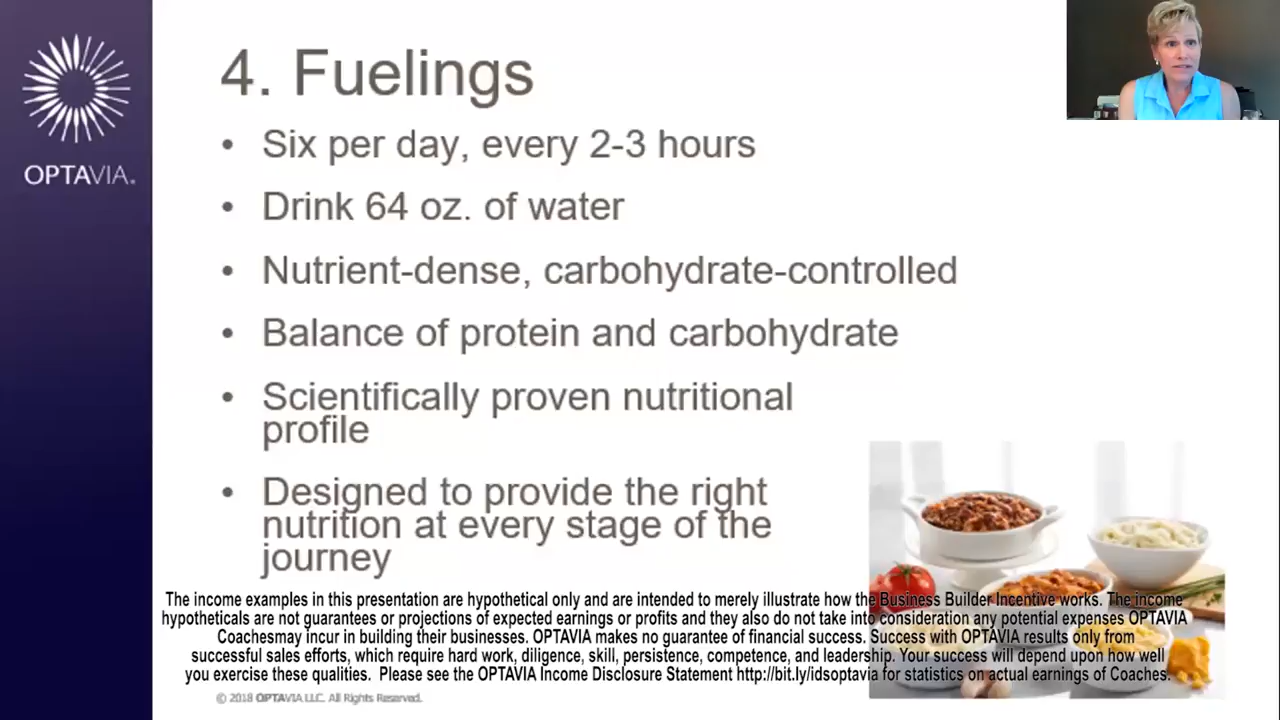 OPTAVIA.
4. Fuelings
• Six per day, every 2-3 hours
• Drink 64 oz. of water
• Nutrient-dense, carbohydrate-controlled
• Balance of protein and carbohydrate
• Scientifically proven nutritional
profile
• Designed to provide the right
nutrition at every stage of the
journey
The income examples in this presentation are hypothetical only and are intended to merely illustrate how the Business Builder Incentive works. The income
hypotheticals are not guarantees or projections of expected earnings or profits and they also do not take into consideration any potential expenses OPTAVIA
Coachesmay incur in building their businesses. OPTAVIA makes no guarantee of financial success. Success with OPTAVIA results only from
successful sales efforts, which require hard work, diligence, skill, persistence, competence, and leadership. Your success will depend upon how well
you exercise these qualities. Please see the OPTAVIA Income Disclosure Statement http://bit.ly/idsoptavia for statistics on actual earnings of Coaches.
© 2018 OPTAVIA LLC. All Rights Reserved.